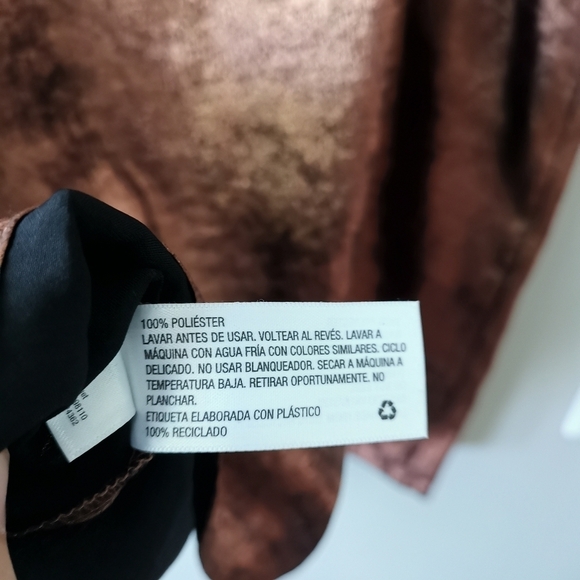 100% POLIÉSTER
LAVAR ANTES DE USAR. VOLTEAR AL REVÉS. LAVAR A
MÁQUINA CON AGUA FRÍA CON COLORES SIMILARES. CICLO
DELICADO. NO USAR BLANQUEADOR. SECAR A MÁQUINA A
TEMPERATURA BAJA. RETIRAR OPORTUNAMENTE. NO
PLANCHAR.
ETIQUETA ELABORADA CON PLÁSTICO
100% RECICLADO